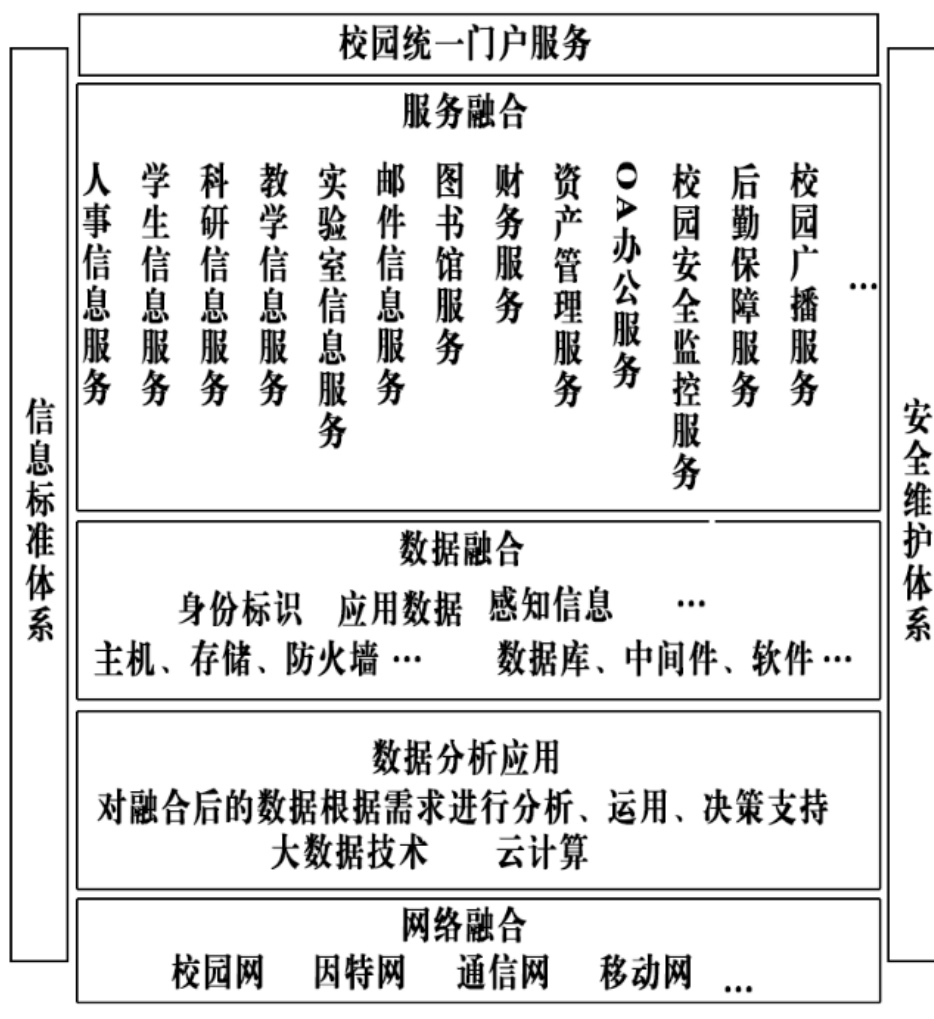 校园统一门户服务
信息标准体系
服务融合
人事信息服务
学生信息服务
科研信息服务
教学信息服务
实验室信息服务
邮件信息服务
图书馆服务
财务服务
资产管理服务
OA办公服务
校园安全监控服务
后勤保障服务
校园广播服务
…
数据融合
身份标识 应用数据 感知信息 …
主机、存储、防火墙… 数据库、中间件、软件…
数据分析应用
对融合后的数据根据需求进行分析、运用、决策支持
大数据技术 云计算
网络融合
校园网 因特网 通信网 移动网 …
安全维护体系